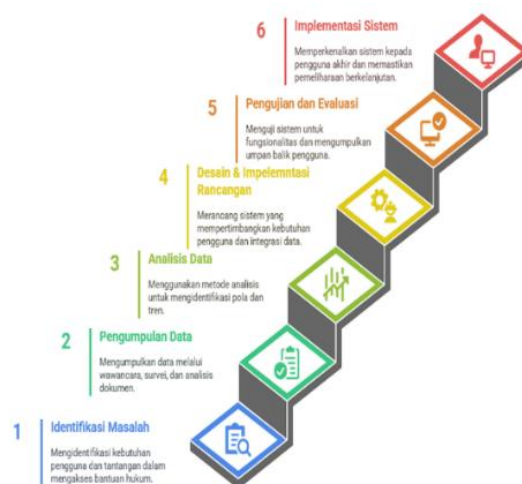 6 Implementasi Sistem
Memperkenalkan sistem kepada
pengguna akhir dan memastikan
pemeliharaan berkelanjutan.
5 Pengujian dan Evaluasi
Menguji sistem untuk
fungsionalitas dan mengumpulkan
umpan balik pengguna.
4 Desain & Impelemntasi
Rancangan
Merancang sistem yang
mempertimbangkan kebutuhan
pengguna dan integrasi data.
3 Analisis Data
Menggunakan metode analisis
untuk mengidentifikasi pola dan
tren.
2 Pengumpulan Data
Mengumpulkan data melalui
wawancara, survei, dan analisis
dokumen.
1 Identifikasi Masalah
Mengidentifikasi kebutuhan
pengguna dan tantangan dalam
mengakses bantuan hukum.